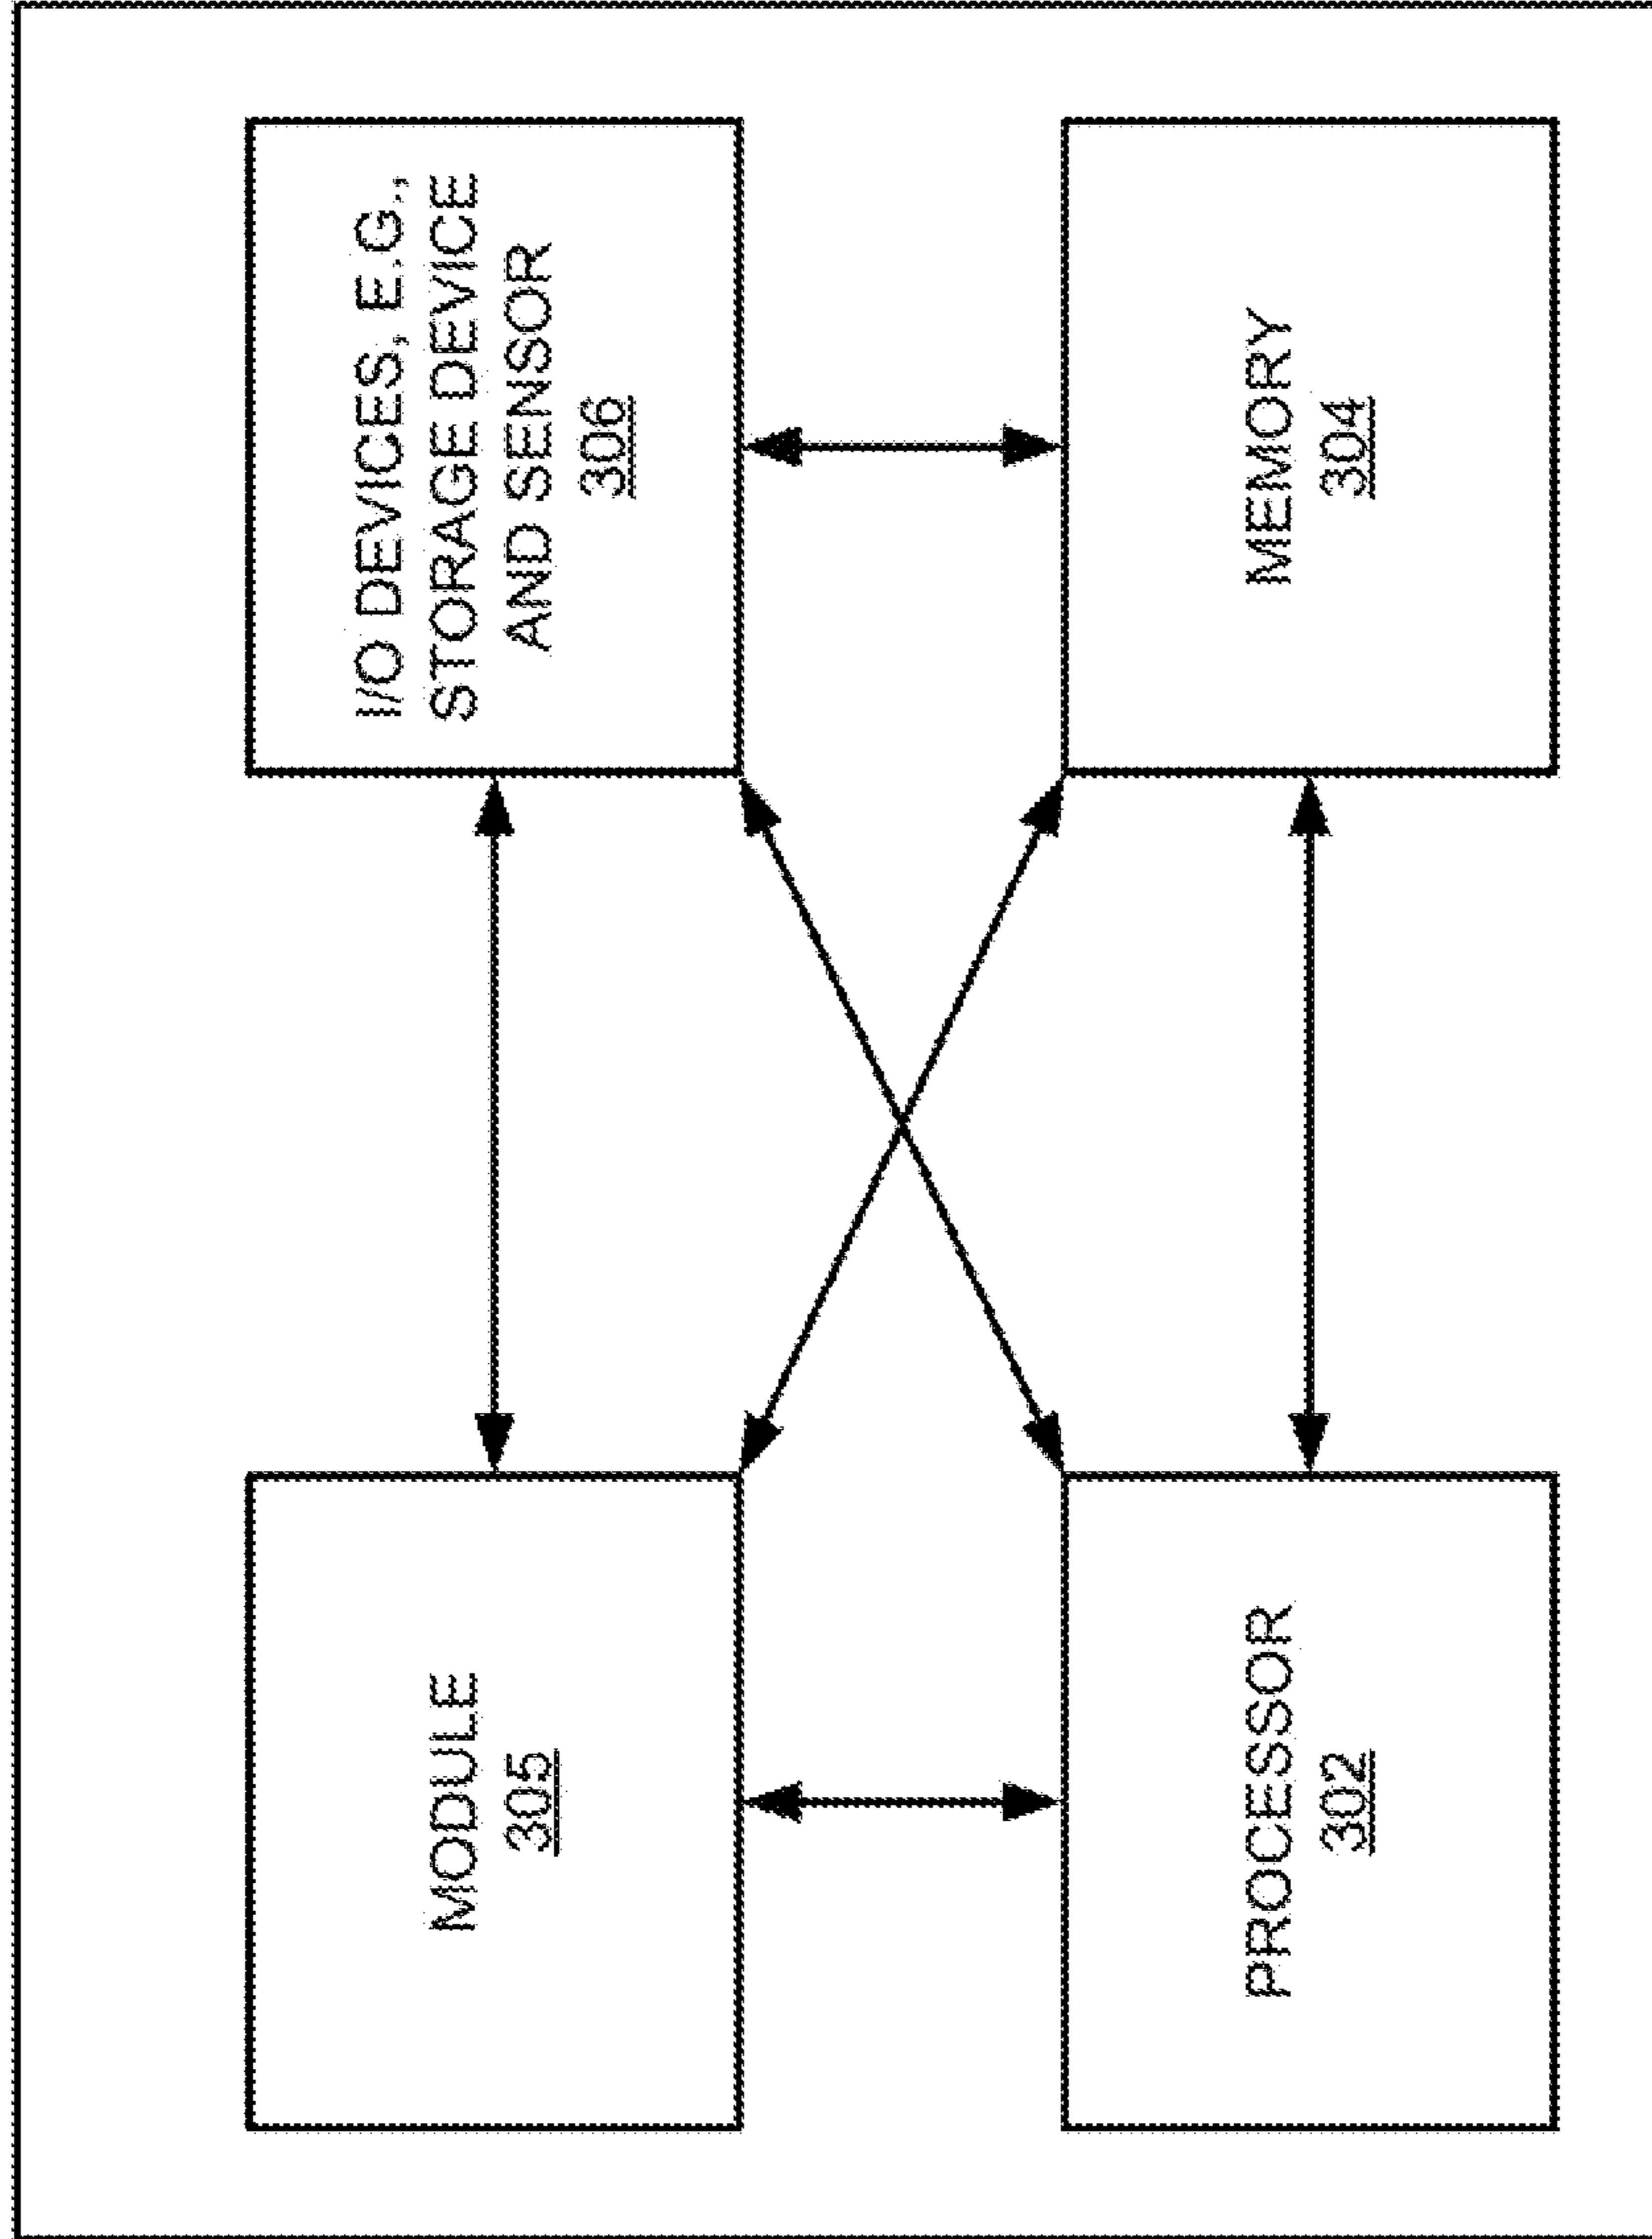 MODULE
305
I/O DEVICES, E.G.,
STORAGE DEVICE
AND SENSOR
306
PROCESSOR
302
MEMORY
304